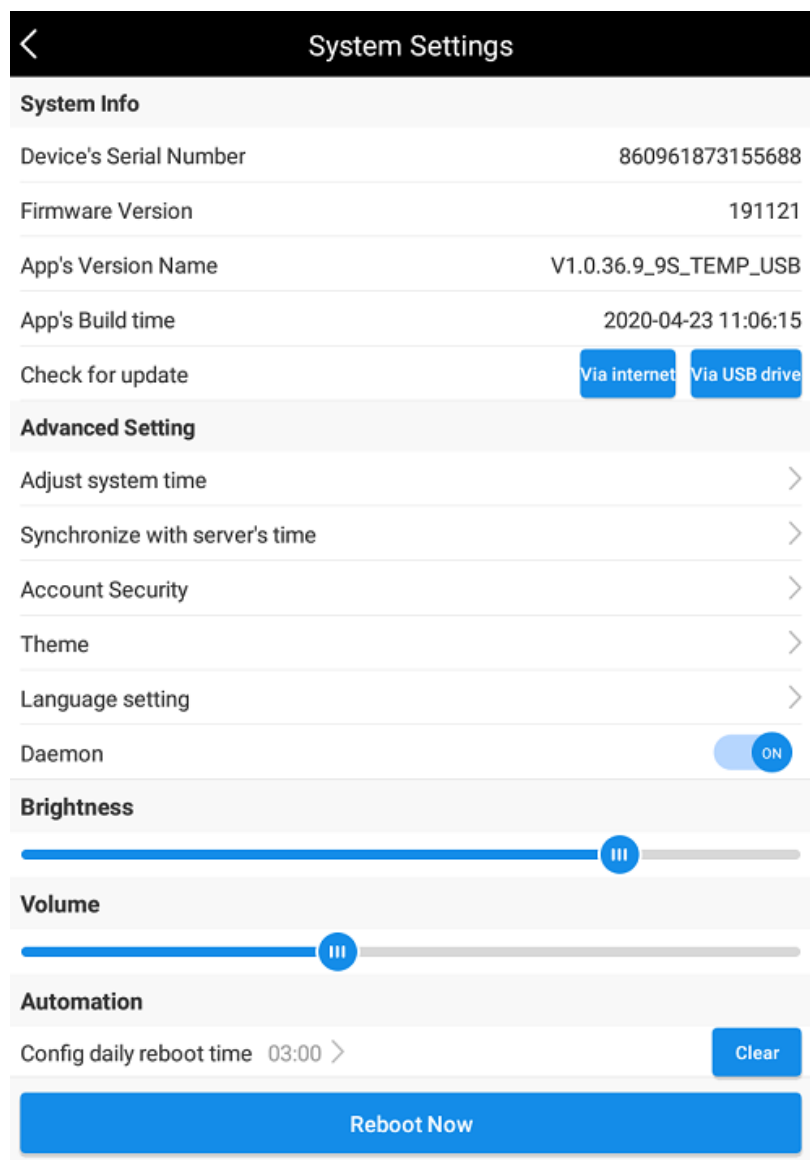 System Settings
System Info
Device's Serial Number 860961873155688
Firmware Version 191121
App's Version Name V1.0.36.9_9S_TEMP_USB
App's Build time 2020-04-23 11:06:15
Check for update Via internet Via USB drive
Advanced Setting
Adjust system time
Synchronize with server's time
Account Security
Theme
Language setting
Daemon ON
Brightness
Volume
Automation
Config daily reboot time 03:00 Clear
Reboot Now